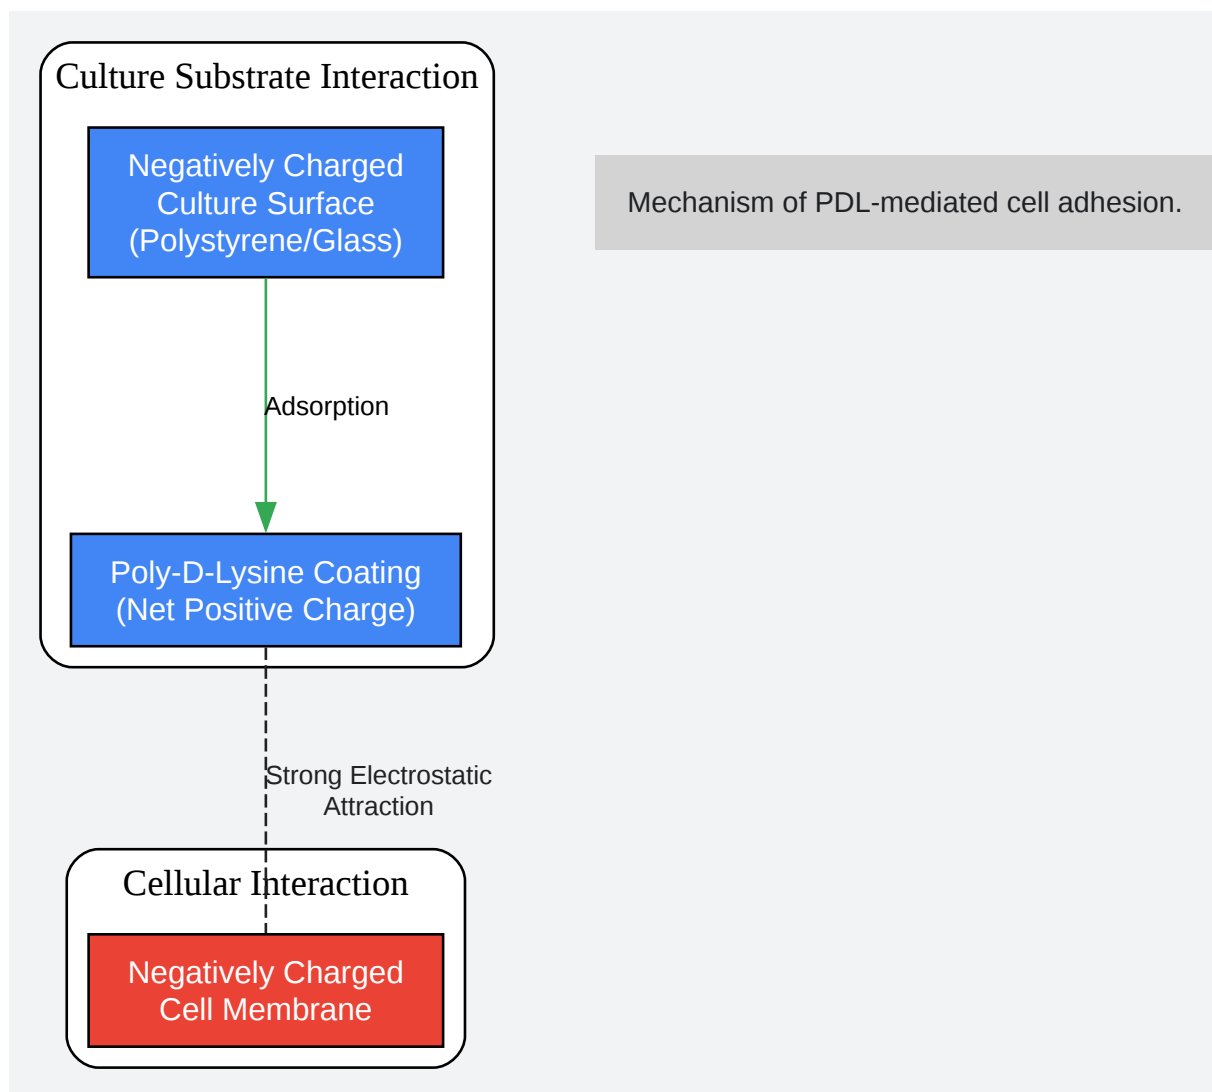 Culture Substrate Interaction
Negatively Charged
Culture Surface
(Polystyrene/Glass)
Mechanism of PDL-mediated cell adhesion.
Adsorption
Poly-D-Lysine Coating
(Net Positive Charge)
Strong Electrostatic
Attraction
Cellular Interaction
Negatively Charged
Cell Membrane